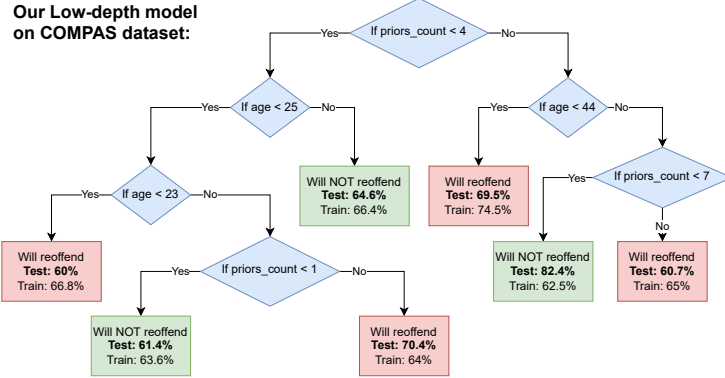 Our Low-depth model
on COMPAS dataset:
If priors_count < 4
Yes
No
If age < 25
Yes
No
If age < 44
Yes
No
If age < 23
Yes
No
Will NOT reoffend
Test: 64.6%
Train: 66.4%
Will reoffend
Test: 69.5%
Train: 74.5%
If priors_count < 7
Yes
No
Will reoffend
Test: 60%
Train: 66.8%
If priors_count < 1
Yes
No
Will NOT reoffend
Test: 82.4%
Train: 62.5%
Will reoffend
Test: 60.7%
Train: 65%
Will NOT reoffend
Test: 61.4%
Train: 63.6%
Will reoffend
Test: 70.4%
Train: 64%